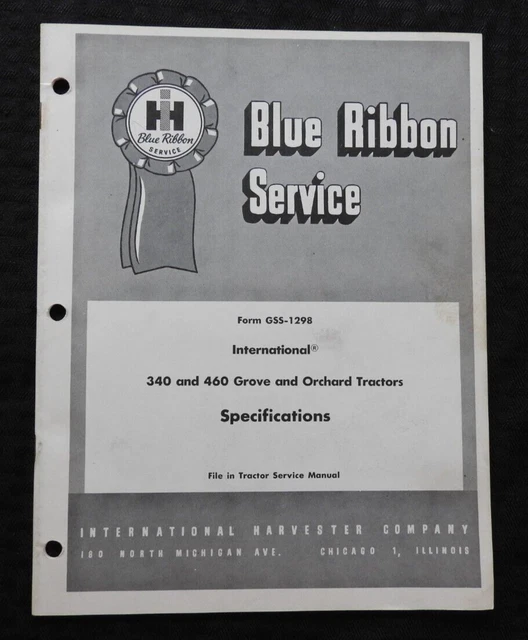 IH
Blue Ribbon
SERVICE
Blue Ribbon
Service
Form GSS-1298
International®
340 and 460 Grove and Orchard Tractors
Specifications
File in Tractor Service Manual
INTERNATIONAL HARVESTER COMPANY
180 NORTH MICHIGAN AVE. CHICAGO 1, ILLINOIS